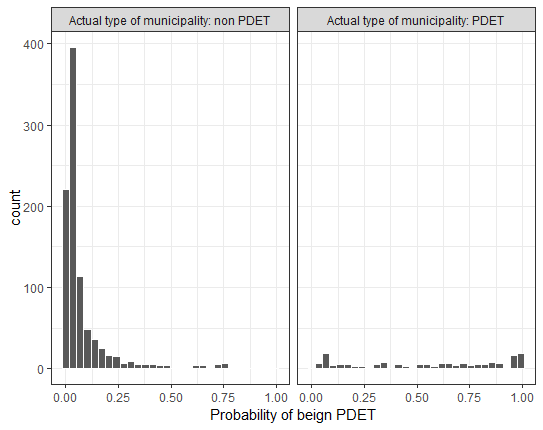 Actual type of municipality: non PDET
Actual type of municipality: PDET
400
300
200
100
0
count
0.00 0.25 0.50 0.75 1.00
0.00 0.25 0.50 0.75 1.00
Probability of beign PDET